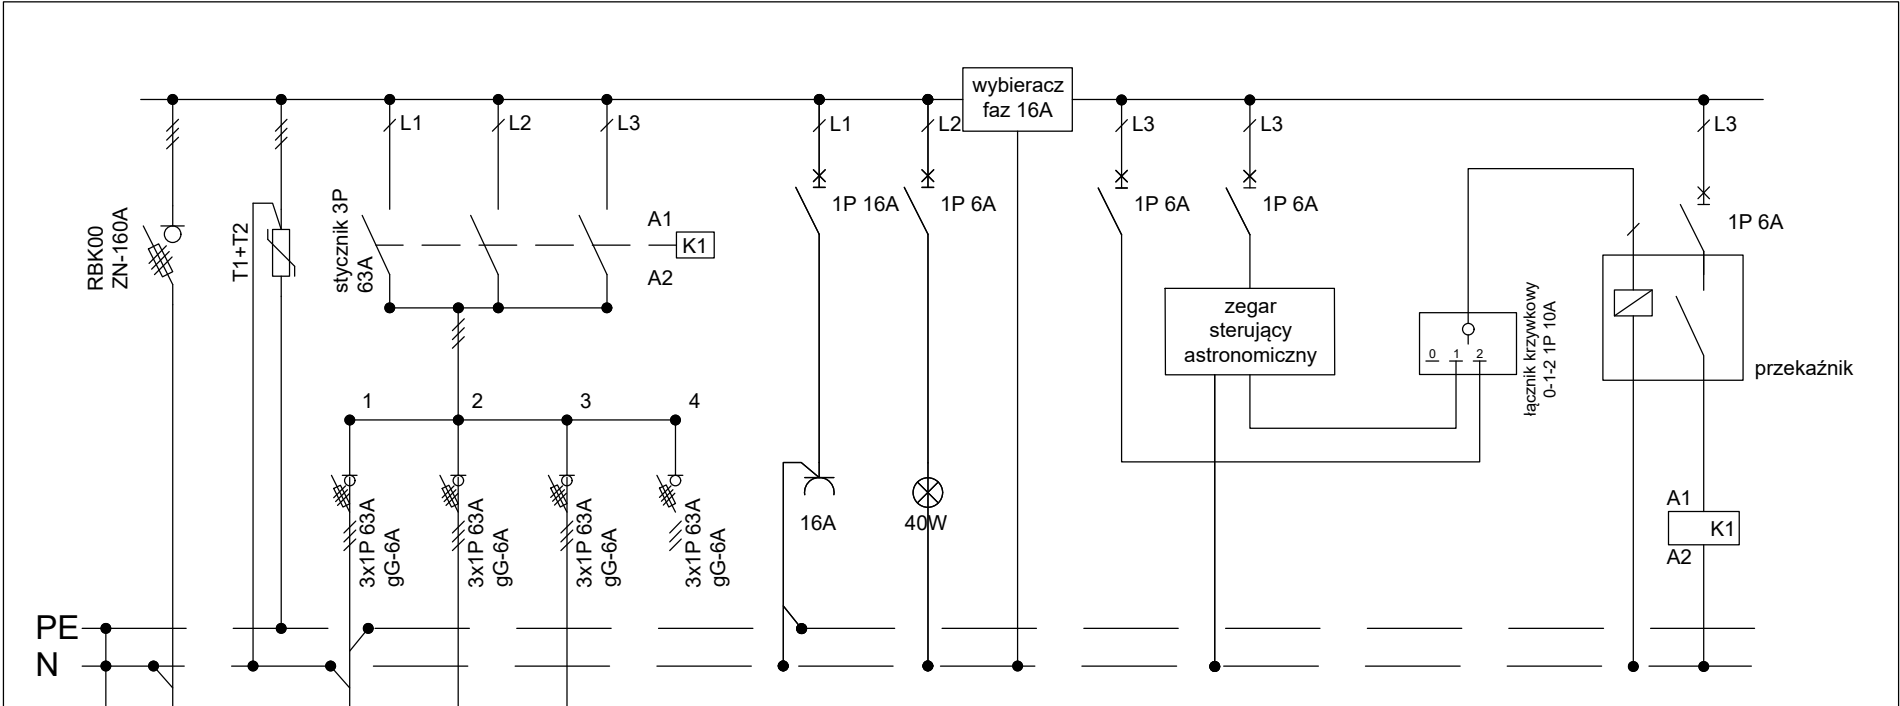 wybieracz
faz 16A
L1
L2
L3
L1
L2
L3
L3
L3
RBK00
ZN-160A
T1+T2
stycznik 3P
63A
A1
K1
A2
1P 16A
1P 6A
1P 6A
1P 6A
1P 6A
zegar
sterujący
astronomiczny
0 1 2
łącznik krzywkowy
0-1-2 1P 10A
przekaźnik
1
2
3
4
3x1P 63A
gG-6A
3x1P 63A
gG-6A
3x1P 63A
gG-6A
3x1P 63A
gG-6A
16A
40W
A1
K1
A2
PE
N